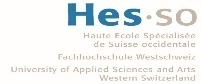 Hes·so
Haute Ecole Spécialisée
de Suisse occidentale
Fachhochschule Westschweiz
University of Applied Sciences and Arts
Western Switzerland